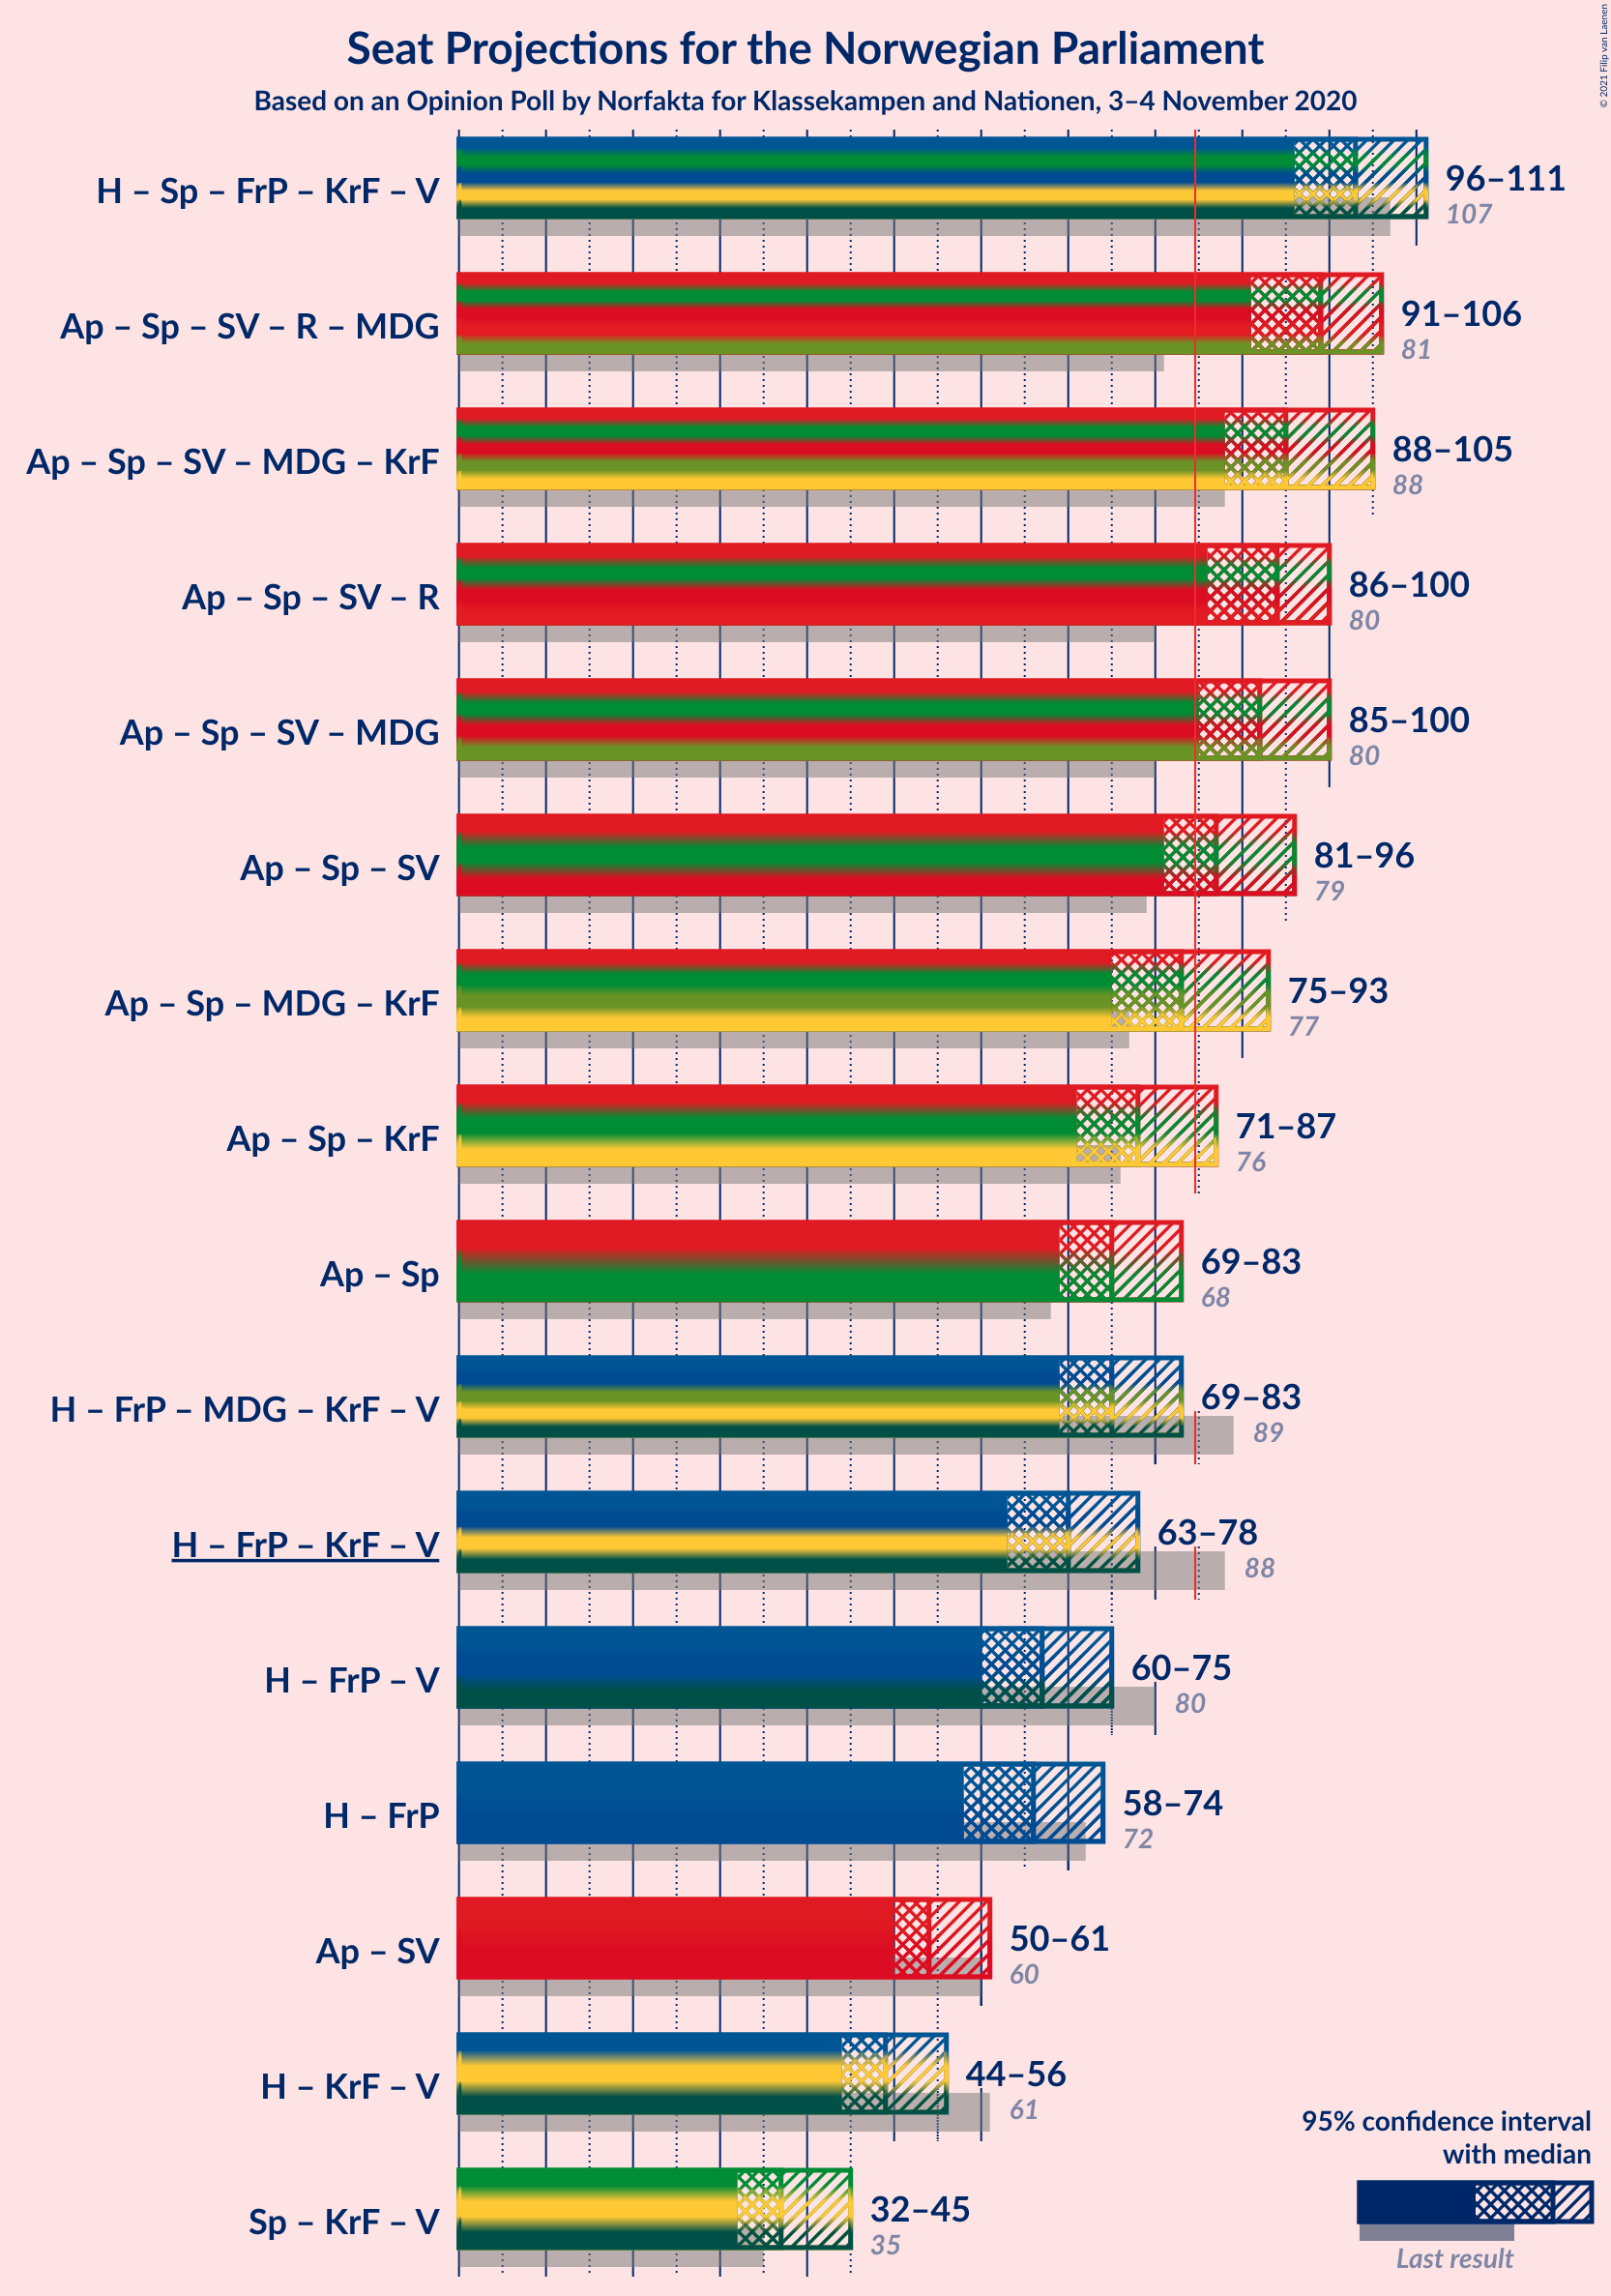 Seat Projections for the Norwegian Parliament
Based on an Opinion Poll by Norfakta for Klassekampen and Nationen, 3–4 November 2020
© 2021 Filip van Laenen
H – Sp – FrP – KrF – V
96–111
107
Ap – Sp – SV – R – MDG
91–106
81
Ap – Sp – SV – MDG – KrF
88–105
88
Ap – Sp – SV – R
86–100
80
Ap – Sp – SV – MDG
85–100
80
Ap – Sp – SV
81–96
79
Ap – Sp – MDG – KrF
75–93
77
Ap – Sp – KrF
71–87
76
Ap – Sp
69–83
68
H – FrP – MDG – KrF – V
69–83
89
H – FrP – KrF – V
63–78
88
H – FrP – V
60–75
80
H – FrP
58–74
72
Ap – SV
50–61
60
H – KrF – V
44–56
61
Sp – KrF – V
32–45
35
95% confidence interval
with median
Last result